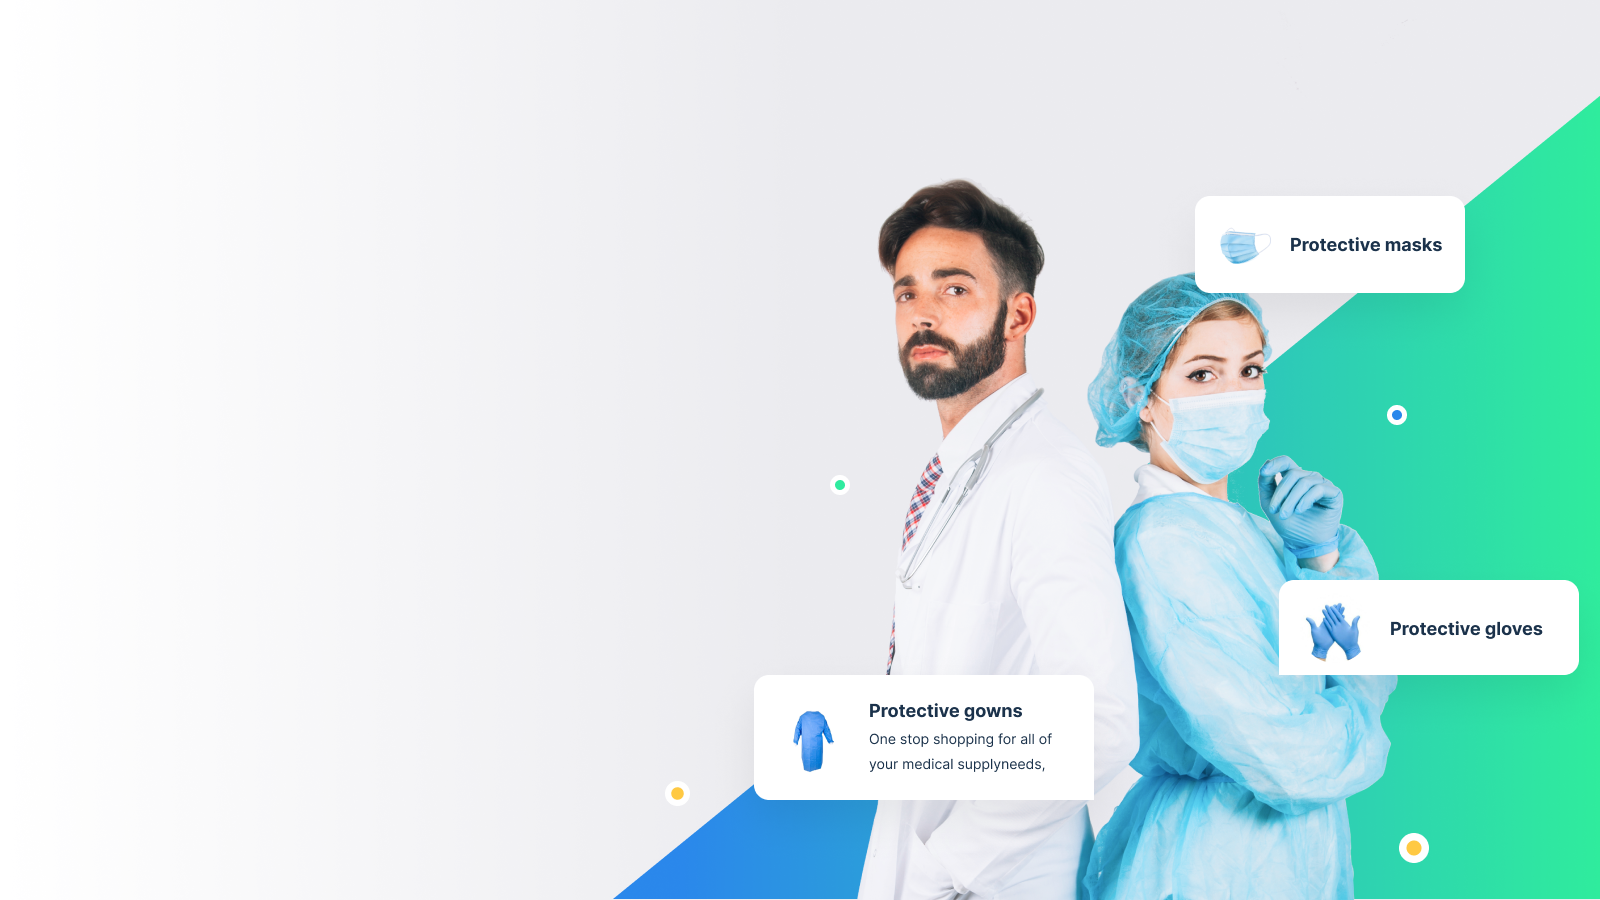 Protective masks
Protective gloves
Protective gowns
One stop shopping for all of
your medical supplyneeds,